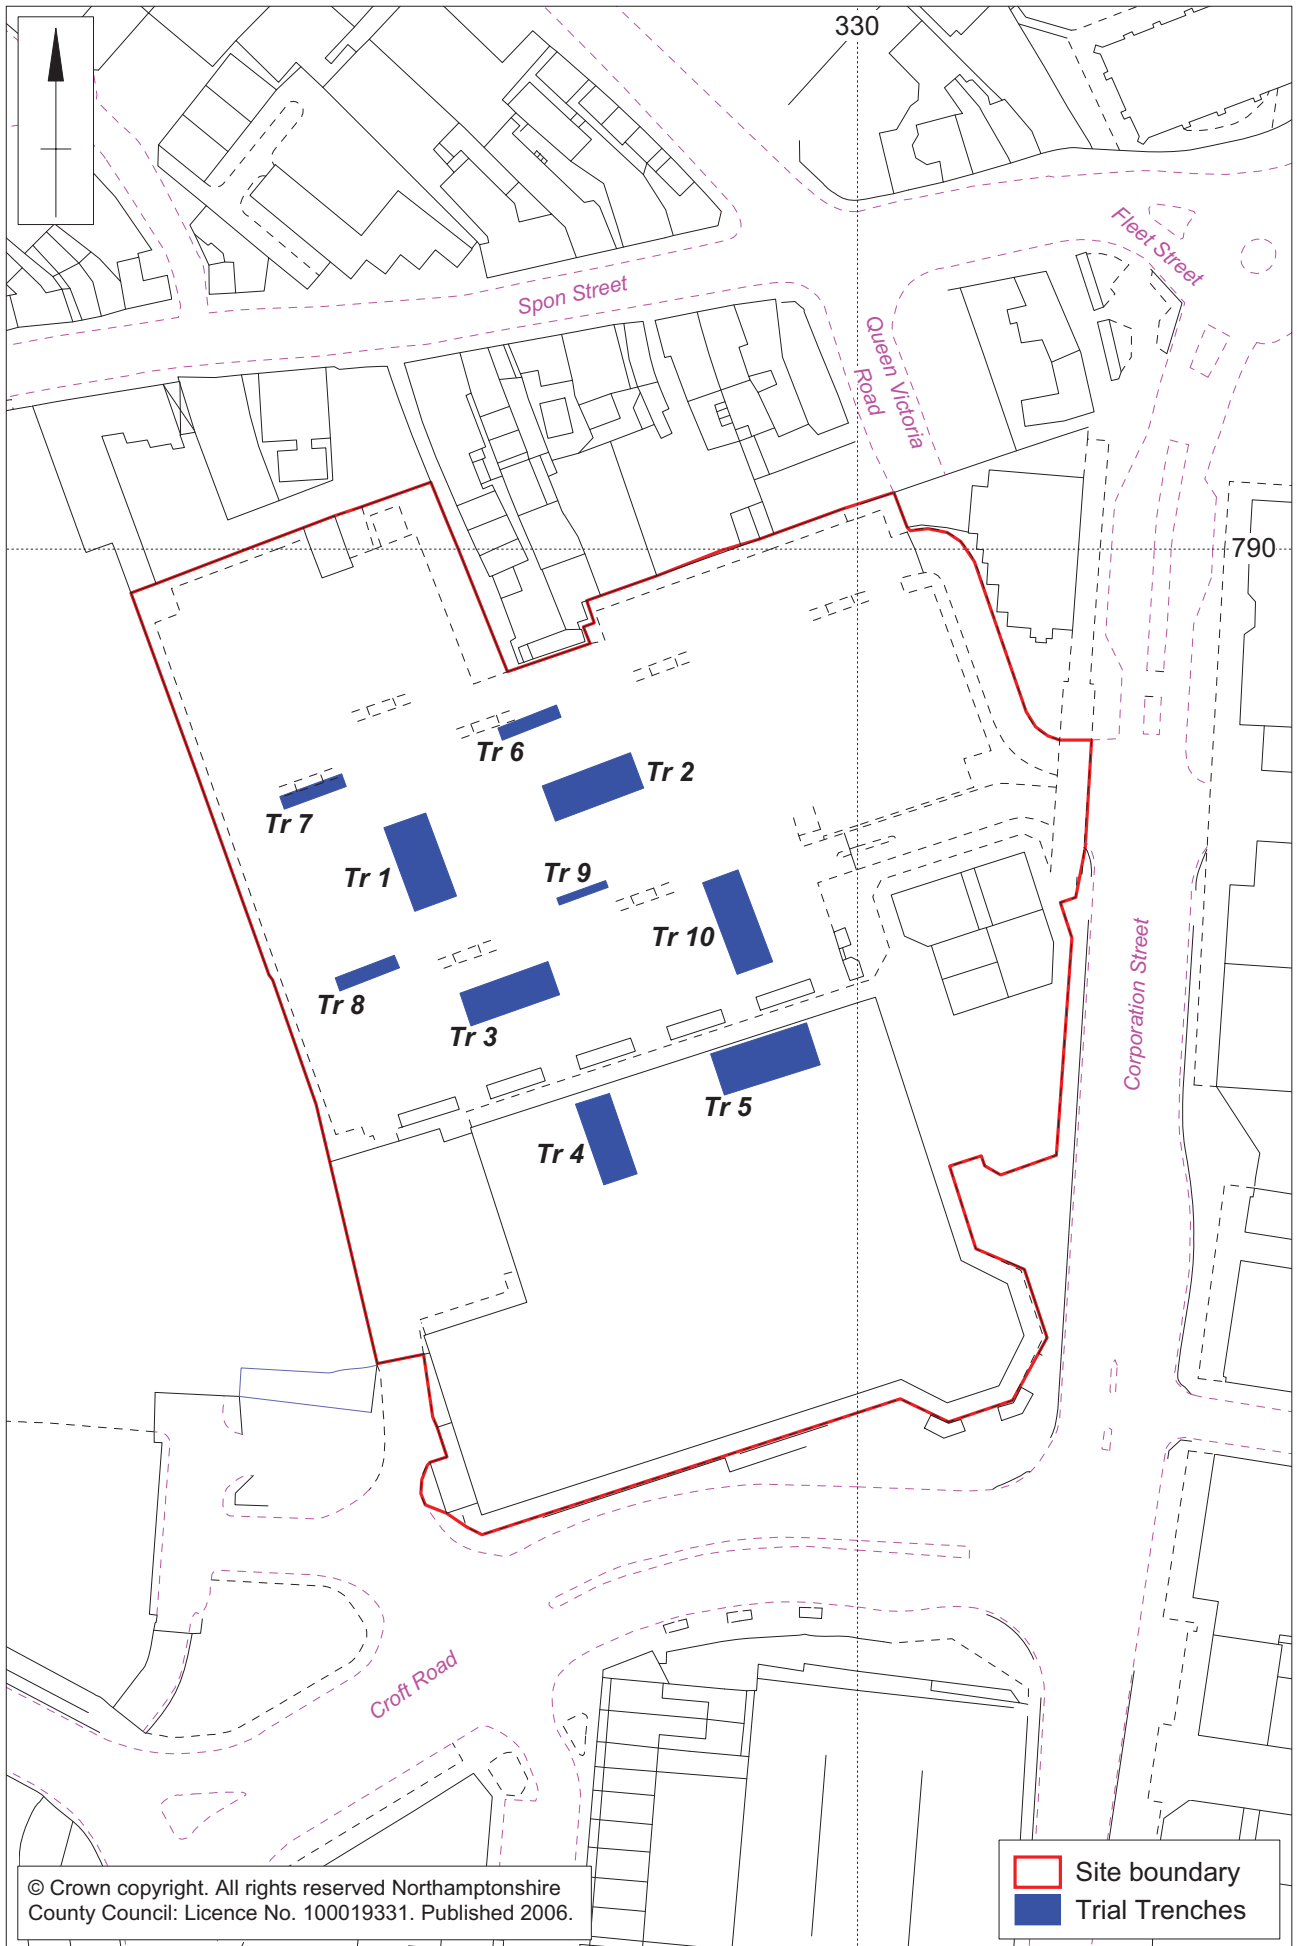 330
Fleet Street
Spon Street
Queen Victoria
Road
790
Tr 6
Tr 2
Tr 7
Tr 1
Tr 9
Tr 10
Tr 8
Tr 3
Corporation Street
Tr 5
Tr 4
Croft Road
Site boundary
Trial Trenches
© Crown copyright. All rights reserved Northamptonshire
County Council: Licence No. 100019331. Published 2006.